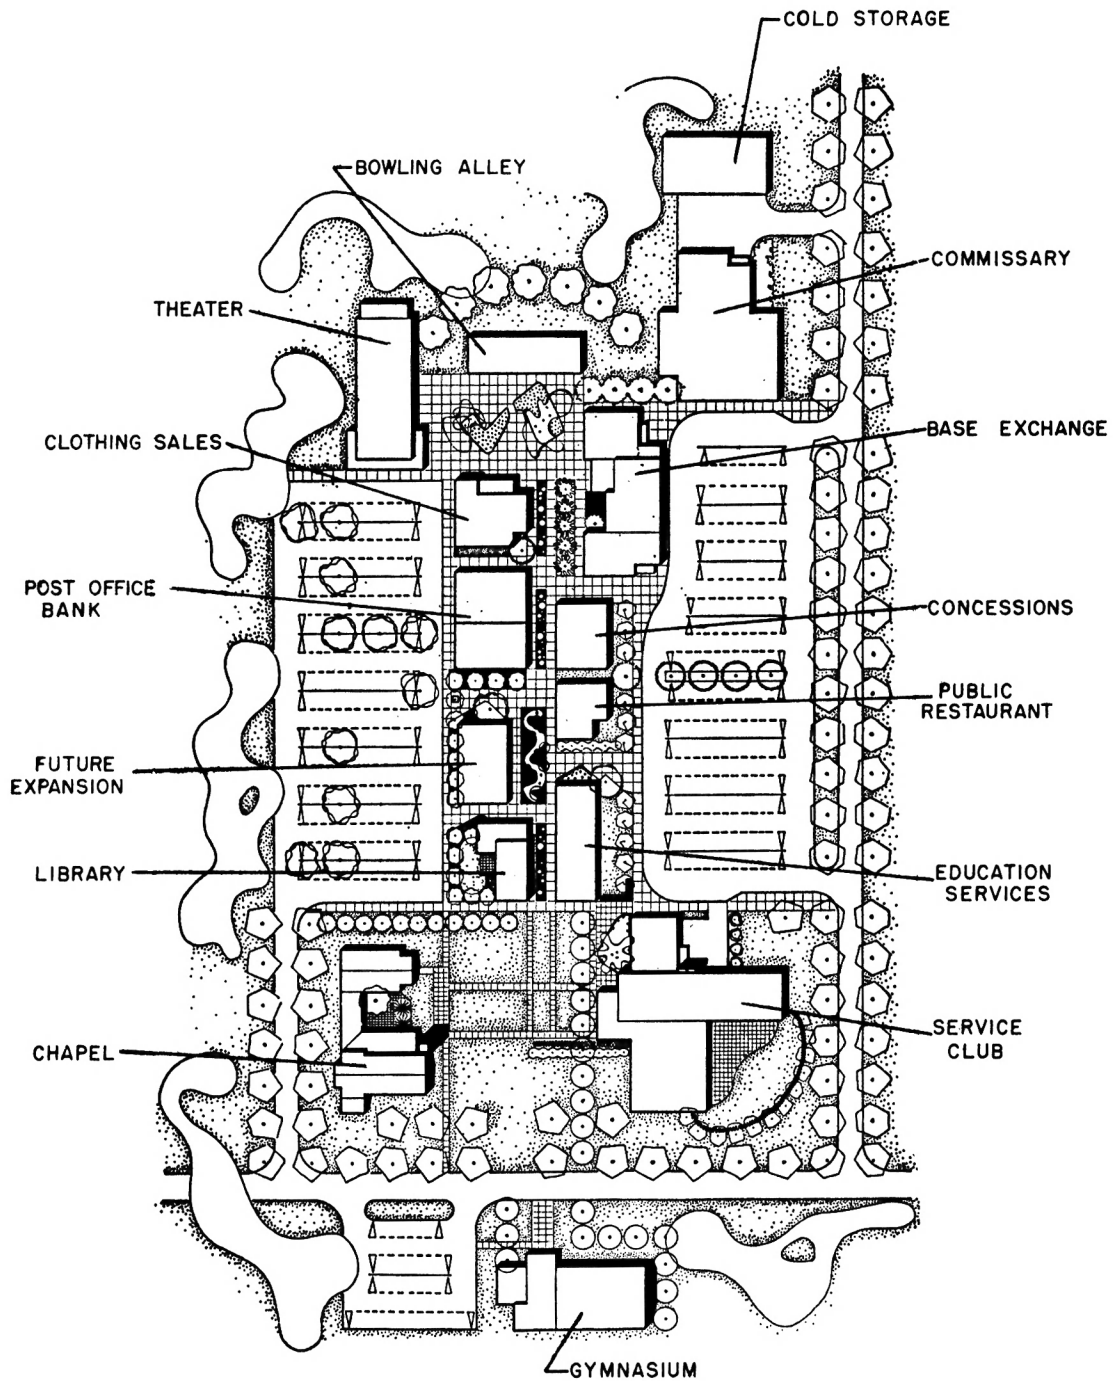 COLD STORAGE
BOWLING ALLEY
COMMISSARY
THEATER
BASE EXCHANGE
CLOTHING SALES
POST OFFICE
BANK
CONCESSIONS
PUBLIC
RESTAURANT
FUTURE
EXPANSION
LIBRARY
EDUCATION
SERVICES
SERVICE
CLUB
CHAPEL
GYMNASIUM